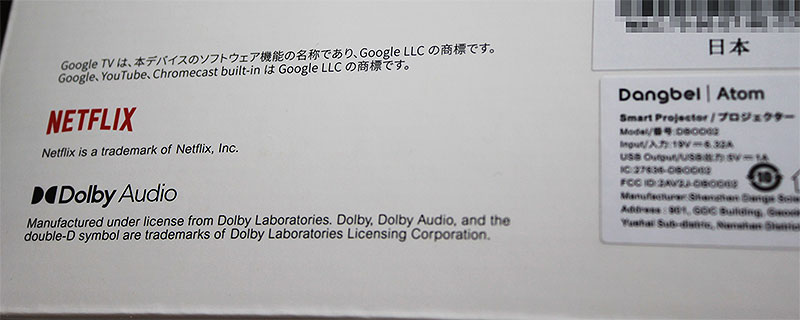 Google TV は、本デバイスのソフトウェア機能の名称であり、Google LLC の商標です。
Google、YouTube、Chromecast built-in は Google LLC の商標です。
NETFLIX
Netflix is a trademark of Netflix, Inc.
Dolby Audio
Manufactured under license from Dolby Laboratories. Dolby, Dolby Audio, and the
double-D symbol are trademarks of Dolby Laboratories Licensing Corporation.
日本
Dangbei | Atom
Smart Projector/プロジェクター
Model/番号:DBOD02
Input/入力:19V 6.32A
USB Output/USB出力:5V 1A
IC:27636-DBOD02
FCC ID:2AV2J-DBOD02
10
Manufacturer:Shenzhen
Address : 901, GDC Building,
Yuehai Sub-distric, Nanshan District